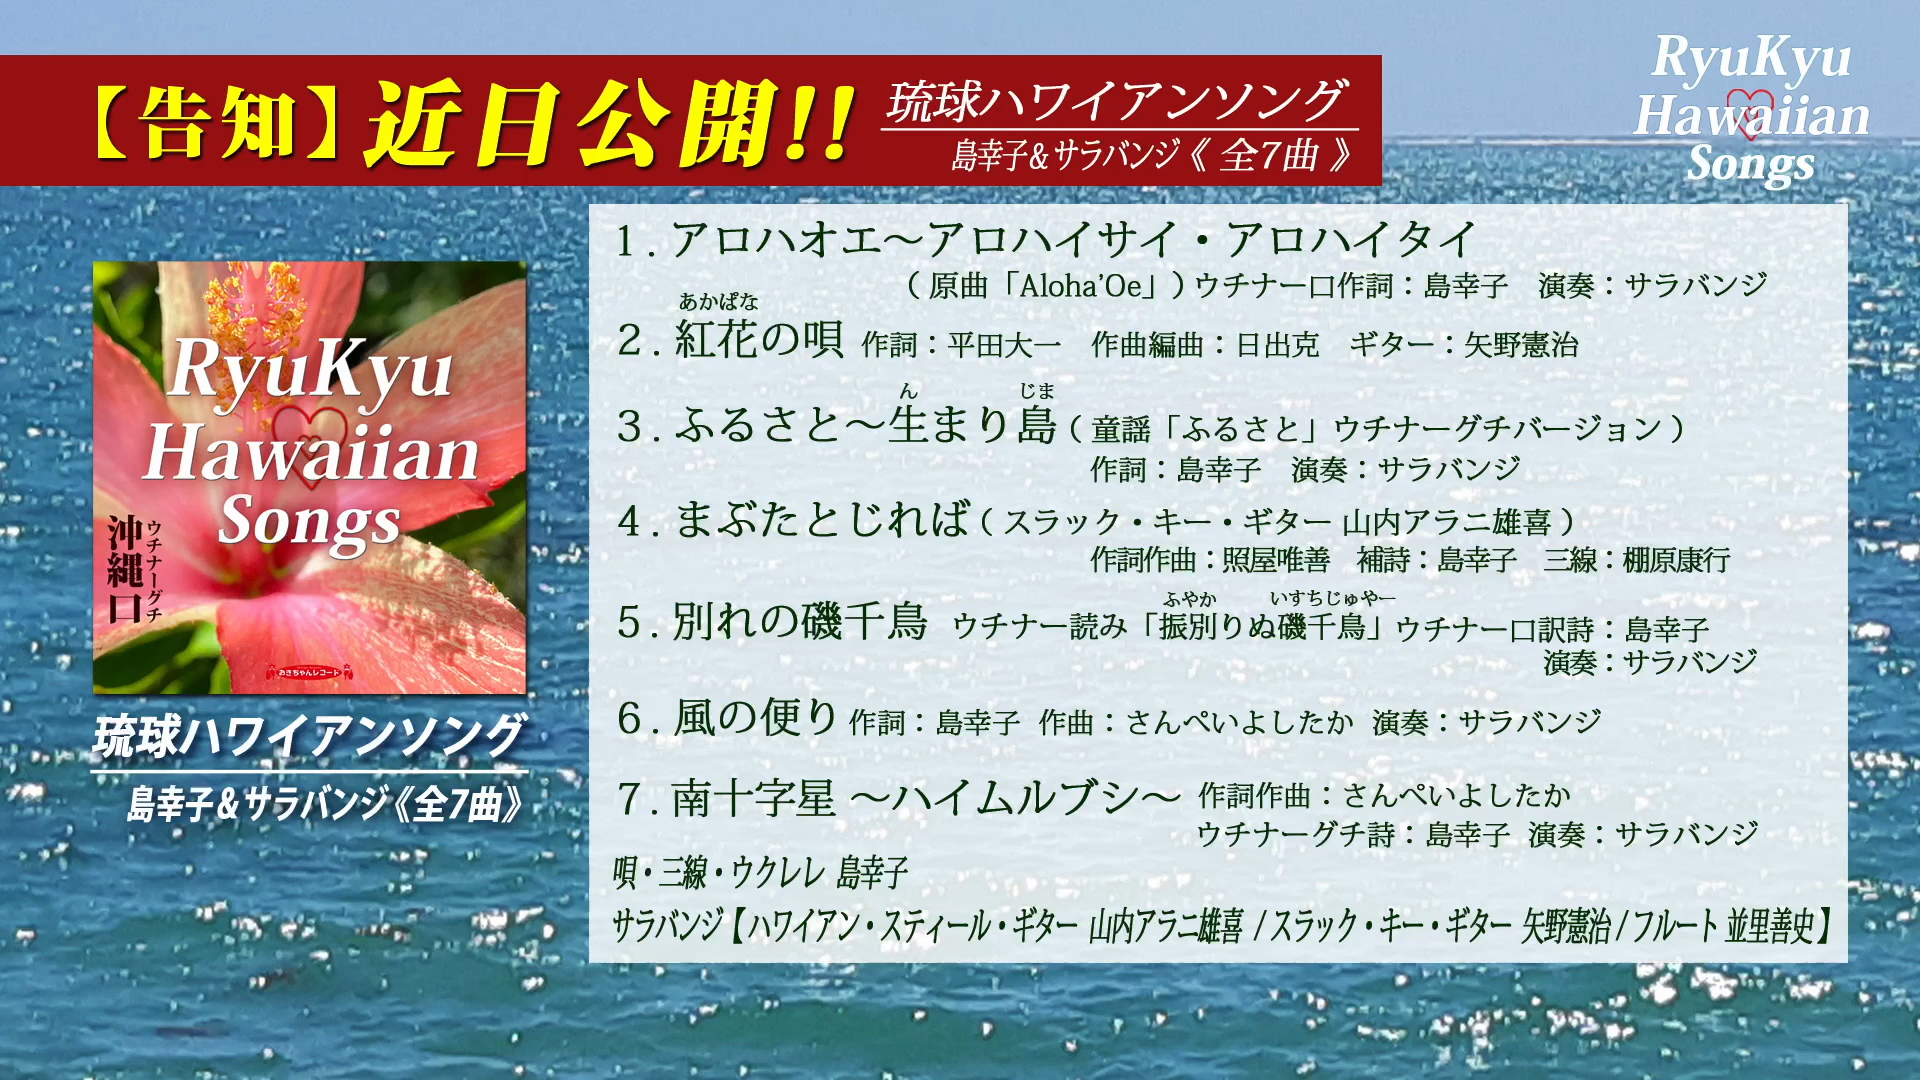 【告知】近日公開!!
琉球ハワイアンソング
島幸子＆サラバンジ《 全7曲 》
RyuKyu
Hawaiian
Songs
RyuKyu
Hawaiian
Songs
沖縄口
ウチナーグチ
おきちゃんレコード
琉球ハワイアンソング
島幸子＆サラバンジ《全7曲》
1. アロハオエ〜アロハイサイ・アロハイタイ
( 原曲「Aloha'Oe」) ウチナー口作詞：島幸子　演奏：サラバンジ
あかばな
2. 紅花の唄 作詞：平田大一　作曲編曲：日出克　ギター：矢野憲治
ん じま
3. ふるさと〜生まり島 ( 童謡「ふるさと」ウチナーグチバージョン )
作詞：島幸子　演奏：サラバンジ
4. まぶたとじれば ( スラック・キー・ギター 山内アラニ雄喜 )
作詞作曲：照屋唯善　補詩：島幸子　三線：棚原康行
ふやか いすちじゅやー
5. 別れの磯千鳥　ウチナー読み「振別りぬ磯千鳥」ウチナー口訳詩：島幸子
演奏：サラバンジ
6. 風の便り 作詞：島幸子 作曲：さんぺいよしたか 演奏：サラバンジ
7. 南十字星 〜ハイムルブシ〜 作詞作曲：さんぺいよしたか
ウチナーグチ詩：島幸子 演奏：サラバンジ
唄・三線・ウクレレ 島幸子
サラバンジ【 ハワイアン・スティール・ギター 山内アラニ雄喜 / スラック・キー・ギター 矢野憲治 / フルート 並里善史 】